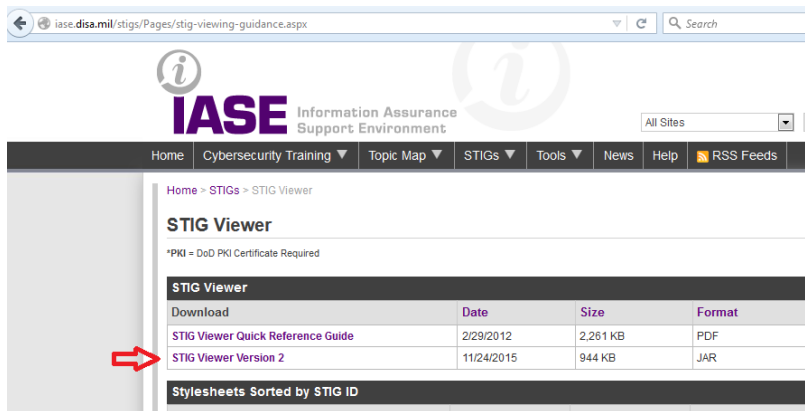 iase.disa.mil/stigs/Pages/stig-viewing-guidance.aspx
Search
i
i
IASE Information Assurance
Support Environment
All Sites
Home Cybersecurity Training Topic Map STIGs Tools News Help RSS Feeds
Home > STIGs > STIG Viewer
STIG Viewer
*PKI = DoD PKI Certificate Required
STIG Viewer
Download Date Size Format
STIG Viewer Quick Reference Guide 2/29/2012 2,261 KB PDF
STIG Viewer Version 2 11/24/2015 944 KB JAR
Stylesheets Sorted by STIG ID